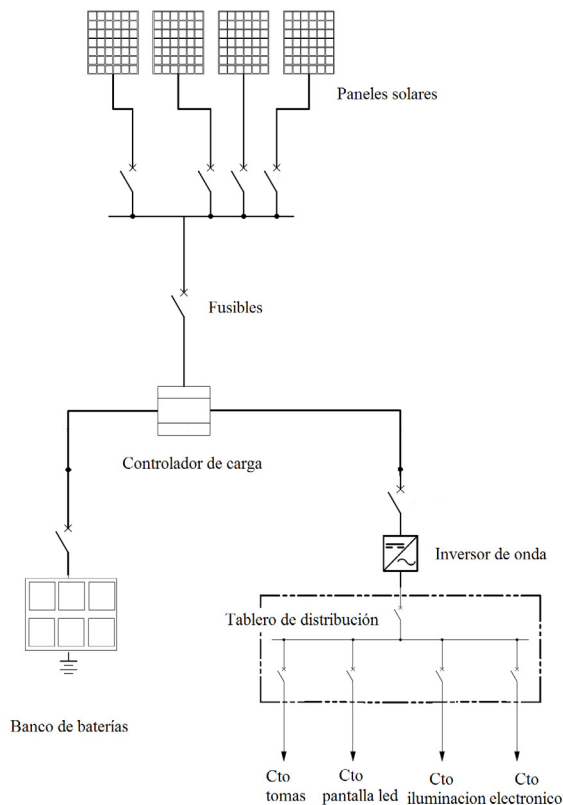 Paneles solares
Fusibles
Controlador de carga
Inversor de onda
Tablero de distribución
Banco de baterías
Cto
tomas
Cto
pantalla led
Cto
iluminacion
Cto
electronico